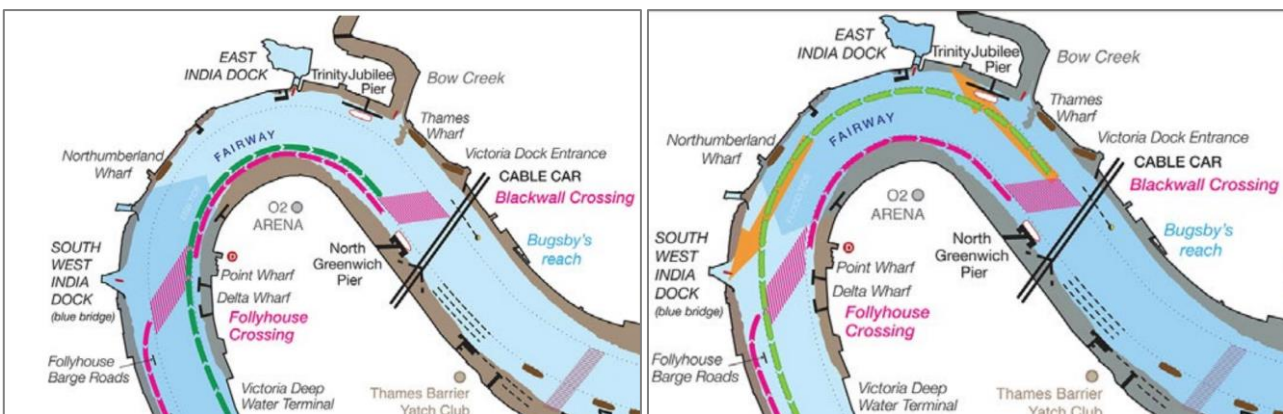 EAST
INDIA DOCK
Trinity Jubilee
Pier
Bow Creek
Thames
Wharf
FAIRWAY
Northumberland
Wharf
Victoria Dock Entrance
CABLE CAR
Blackwall Crossing
O2
ARENA
Bugsby's
reach
SOUTH
WEST
INDIA
DOCK
(blue bridge)
D
North
Greenwich
Pier
Point Wharf
Delta Wharf
Follyhouse
Crossing
Follyhouse
Barge Roads
Victoria Deep
Water Terminal
Thames Barrier
Yatch Club
EAST
INDIA DOCK
Trinity Jubilee
Pier
Bow Creek
Thames
Wharf
FAIRWAY
Northumberland
Wharf
Victoria Dock Entrance
CABLE CAR
Blackwall Crossing
O2
ARENA
Bugsby's
reach
SOUTH
WEST
INDIA
DOCK
(blue bridge)
D
North
Greenwich
Pier
Point Wharf
Delta Wharf
Follyhouse
Crossing
Follyhouse
Barge Roads
Victoria Deep
Water Terminal
Thames Barrier
Yatch Club